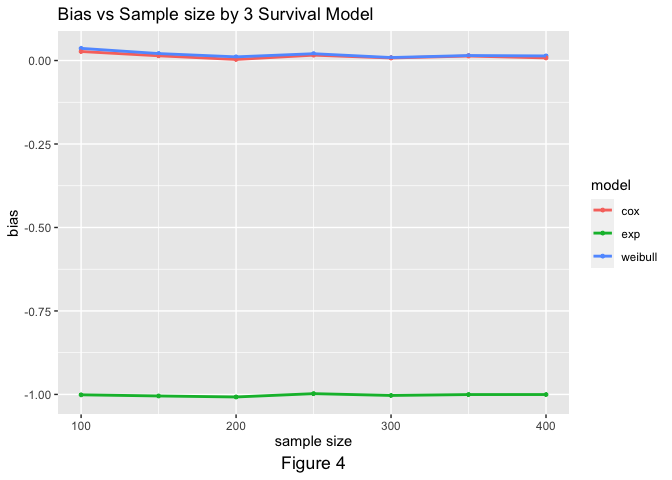 Bias vs Sample size by 3 Survival Model
0.00
-0.25
-0.50
-0.75
-1.00
bias
100
200
300
400
sample size
model
cox
exp
weibull
Figure 4